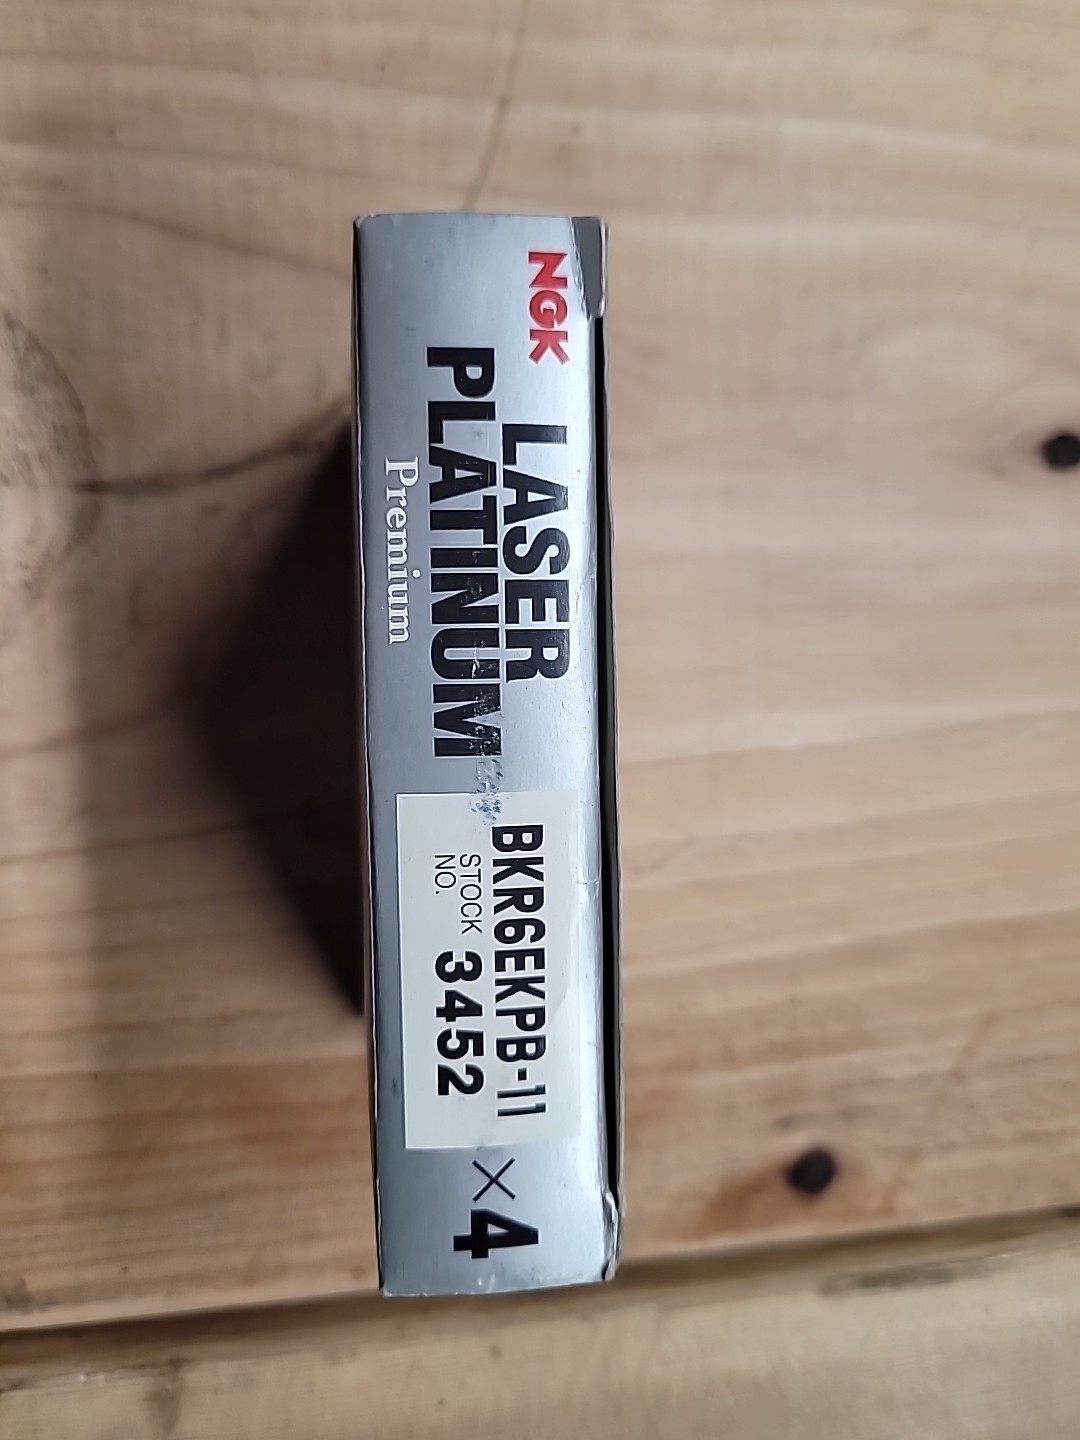 NGK
LASER
PLATINUM
Premium
BKR6EKPB-11
STOCK NO. 3452
×4